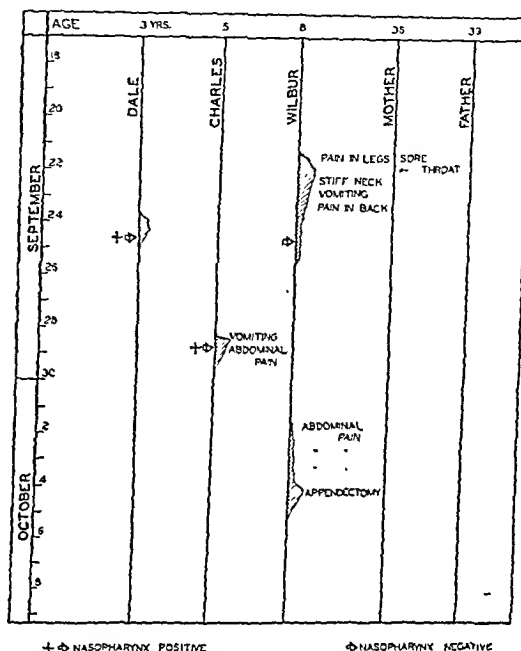 AGE 3 YRS. 5 8 35 39
DALE
CHARLES
WILBUR
MOTHER
FATHER
SEPTEMBER
18
20
22
24
26
28
30
OCTOBER
2
4
6
8
PAIN IN LEGS
STIFF NECK
VOMITING
PAIN IN BACK
SORE
THROAT
VOMITING
ABDOMINAL
PAIN
ABDOMINAL
PAIN
" "
" "
APPENDECTOMY
NASOPHARYNX POSITIVE
NASOPHARYNX NEGATIVE